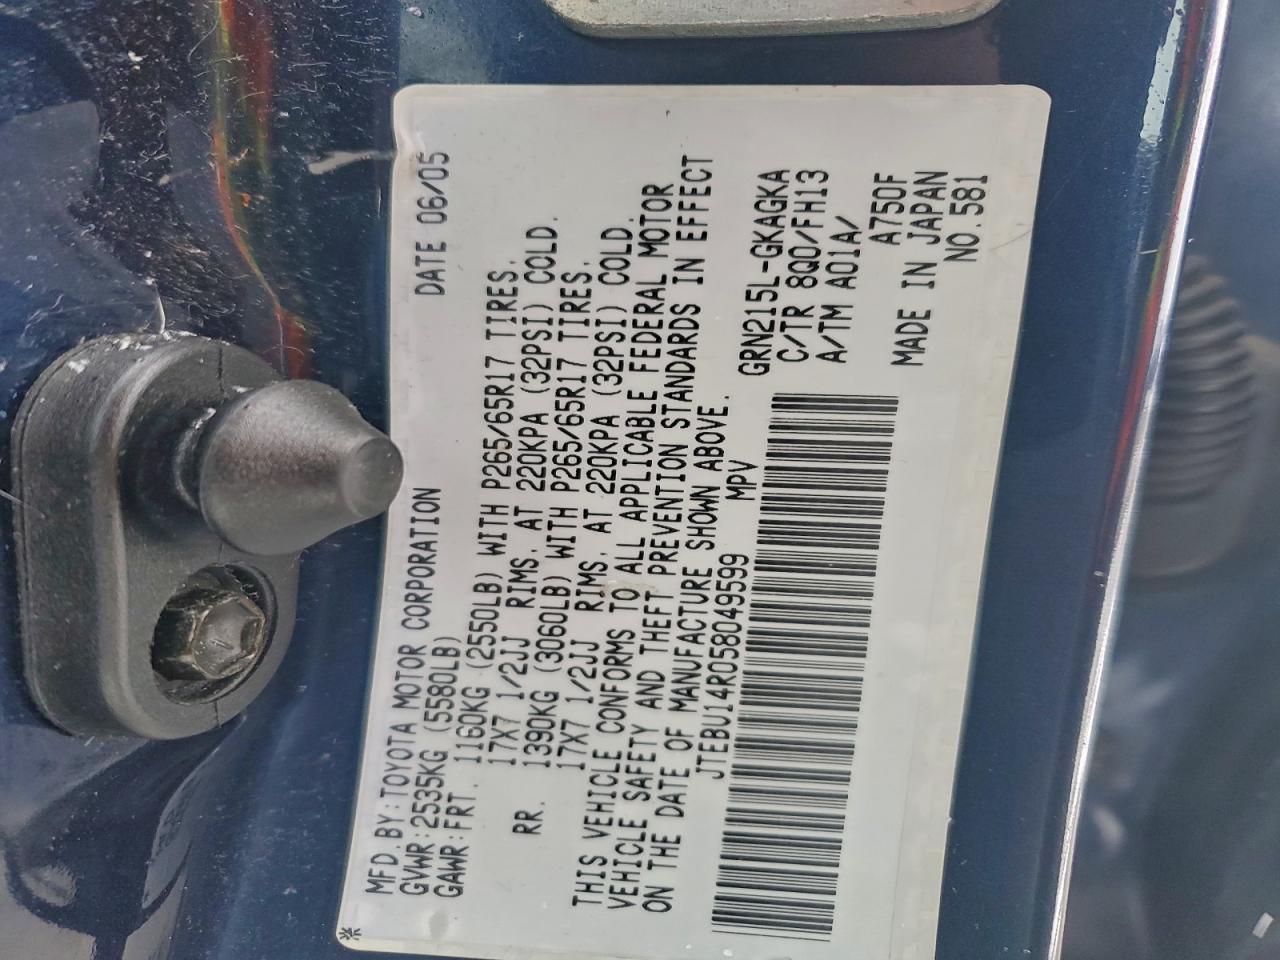 MFD.BY:TOYOTA MOTOR CORPORATION DATE 06/05
GVWR:2535KG (5580LB)
GAWR:FRT. 1160KG (2550LB) WITH P265/65R17 TIRES.
17X7 1/2JJ RIMS. AT 220KPA (32PSI) COLD.
RR. 1390KG (3060LB) WITH P265/65R17 TIRES.
17X7 1/2JJ RIMS. AT 220KPA (32PSI) COLD.
THIS VEHICLE CONFORMS TO ALL APPLICABLE FEDERAL MOTOR
VEHICLE SAFETY AND THEFT PREVENTION STANDARDS IN EFFECT
ON THE DATE OF MANUFACTURE SHOWN ABOVE.
JTEBU14R058049599 MPV
GRN215L-GKAGKA
C/TR 8Q0/FH13
A/TM A01A/
A750F
MADE IN JAPAN
NO.581